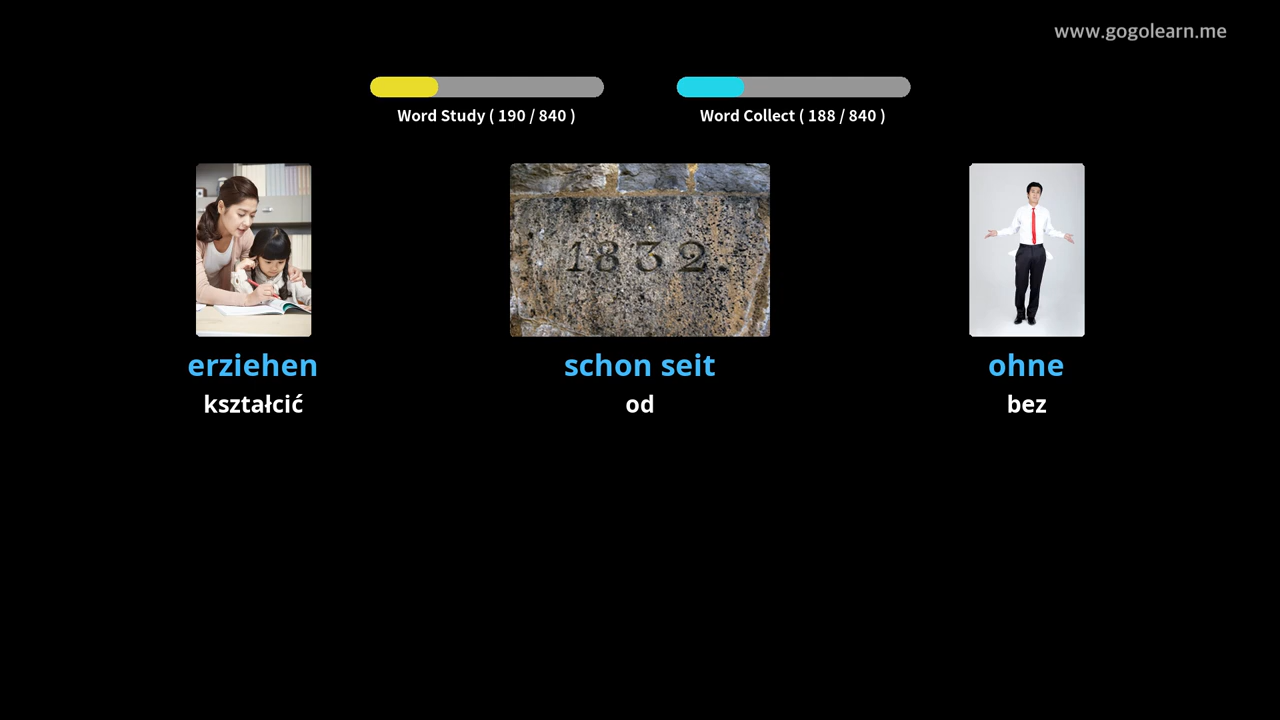 www.gogolearn.me
Word Study ( 190 / 840 )
Word Collect ( 188 / 840 )
1832
erziehen
schon seit
ohne
kształcić
od
bez